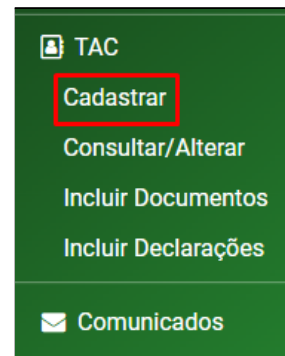 TAC
Cadastrar
Consultar/Alterar
Incluir Documentos
Incluir Declarações
Comunicados